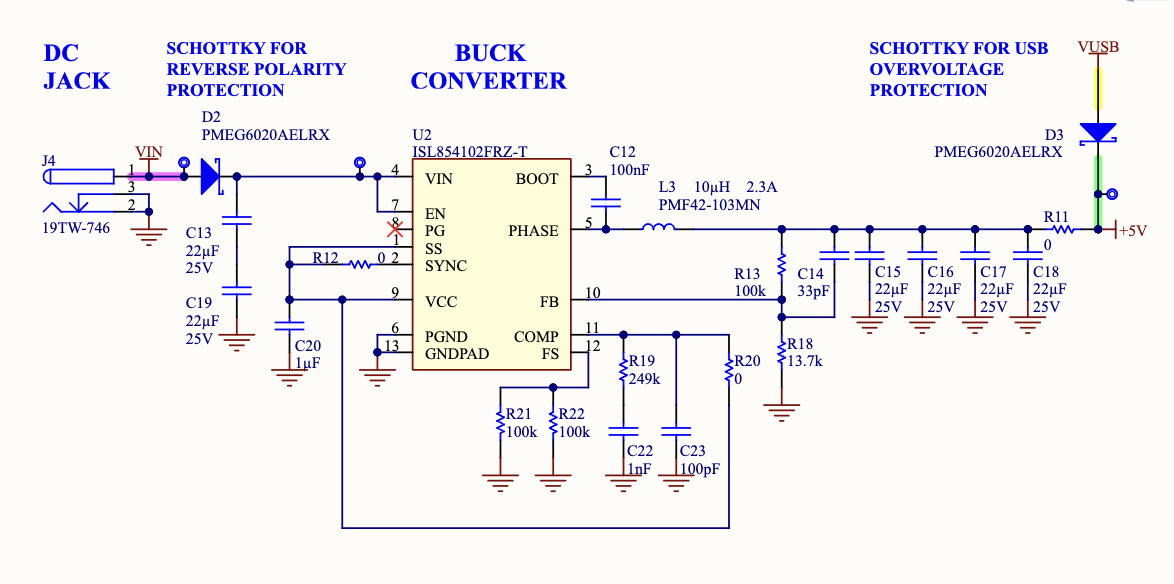 DC
JACK
SCHOTTKY FOR
REVERSE POLARITY
PROTECTION
BUCK
CONVERTER
SCHOTTKY FOR USB
OVERVOLTAGE
PROTECTION
VUSB
D2
PMEG6020AELRX
D3
PMEG6020AELRX
U2
ISL854102FRZ-T
J4
VIN
1
3
2
19TW-746
C13
22µF
25V
C19
22µF
25V
R12
0
C20
1µF
4
7
8
1
2
9
6
13
VIN
EN
PG
SS
SYNC
VCC
PGND
GNDPAD
BOOT
PHASE
FB
COMP
FS
3
5
10
11
12
C12
100nF
L3 10µH 2.3A
PMF42-103MN
R13
100k
C14
33pF
C15
22µF
25V
C16
22µF
25V
C17
22µF
25V
C18
22µF
25V
R11
0
+5V
R18
13.7k
R19
249k
R20
0
R21
100k
R22
100k
C22
1nF
C23
100pF